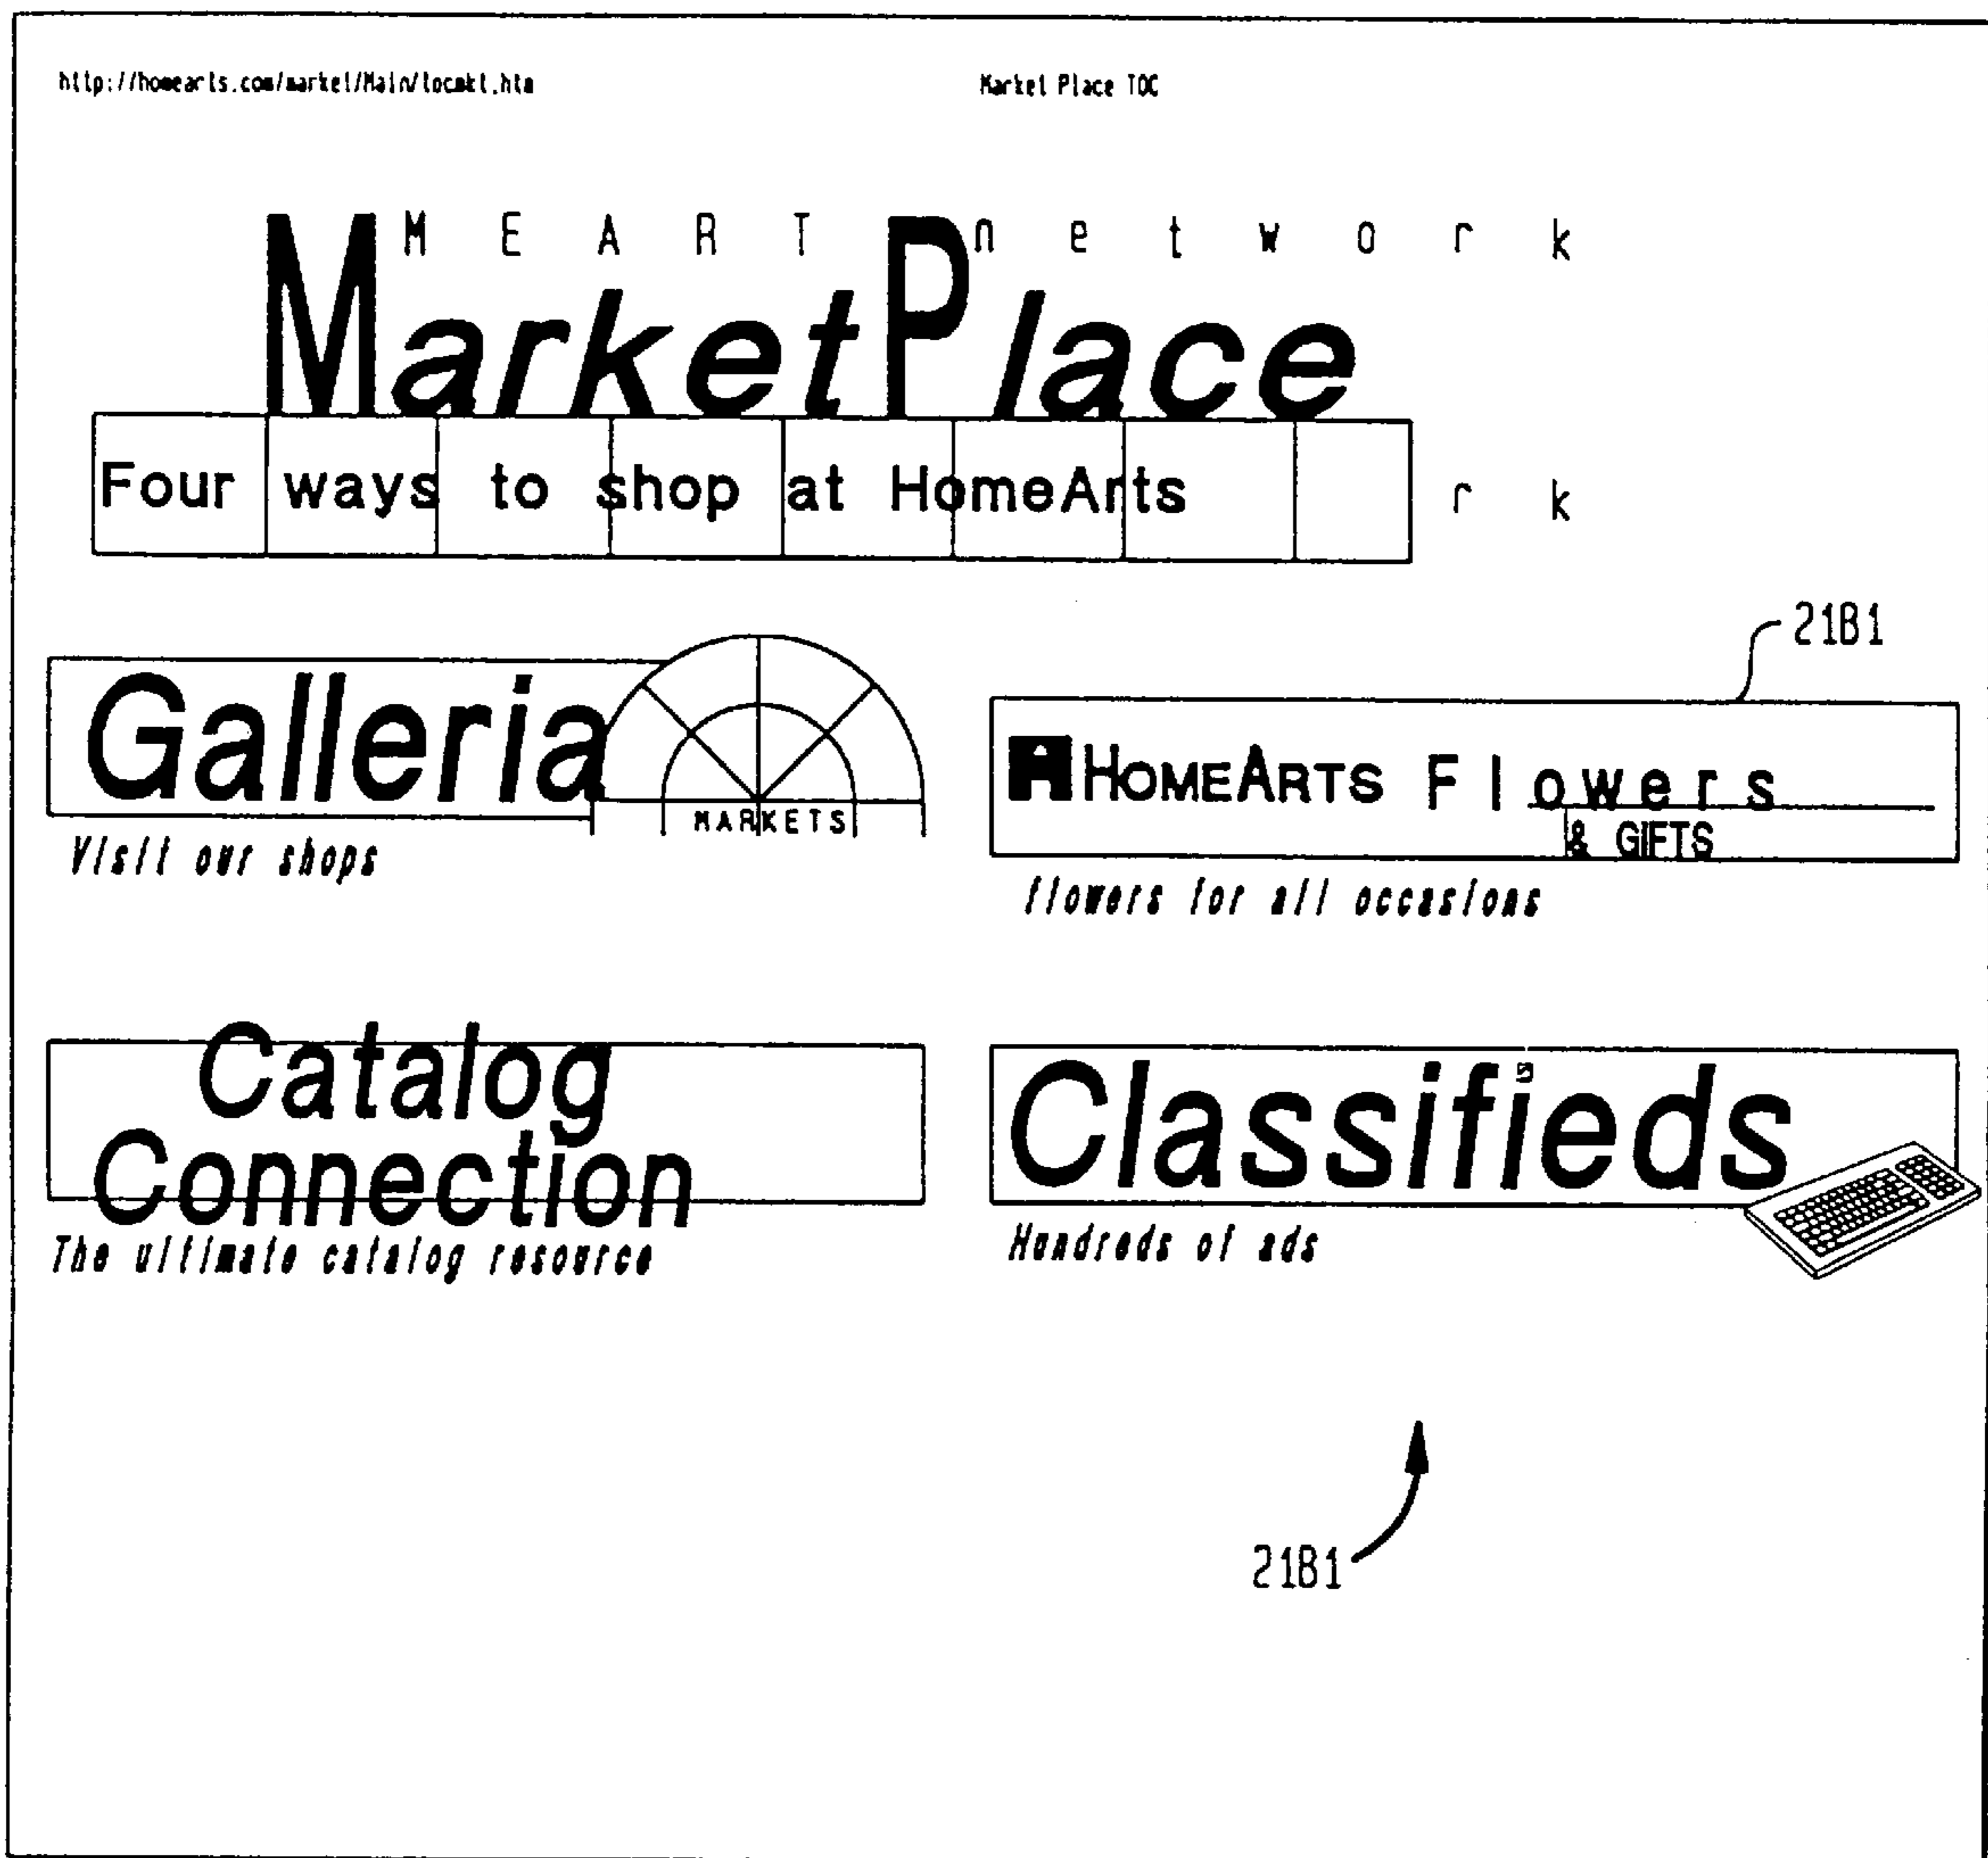 http://homearts.com/market/Main/tocmkt.htm Market Place TOC
M E A R T n e t w o r k
MarketPlace
Four ways to shop at HomeArts r k
21B1
Galleria
MARKETS
Visit our shops
A HOMEARTS Flowers
& GIFTS
flowers for all occasions
Catalog
Connection
The ultimate catalog resource
Classifieds
Hundreds of ads
21B1